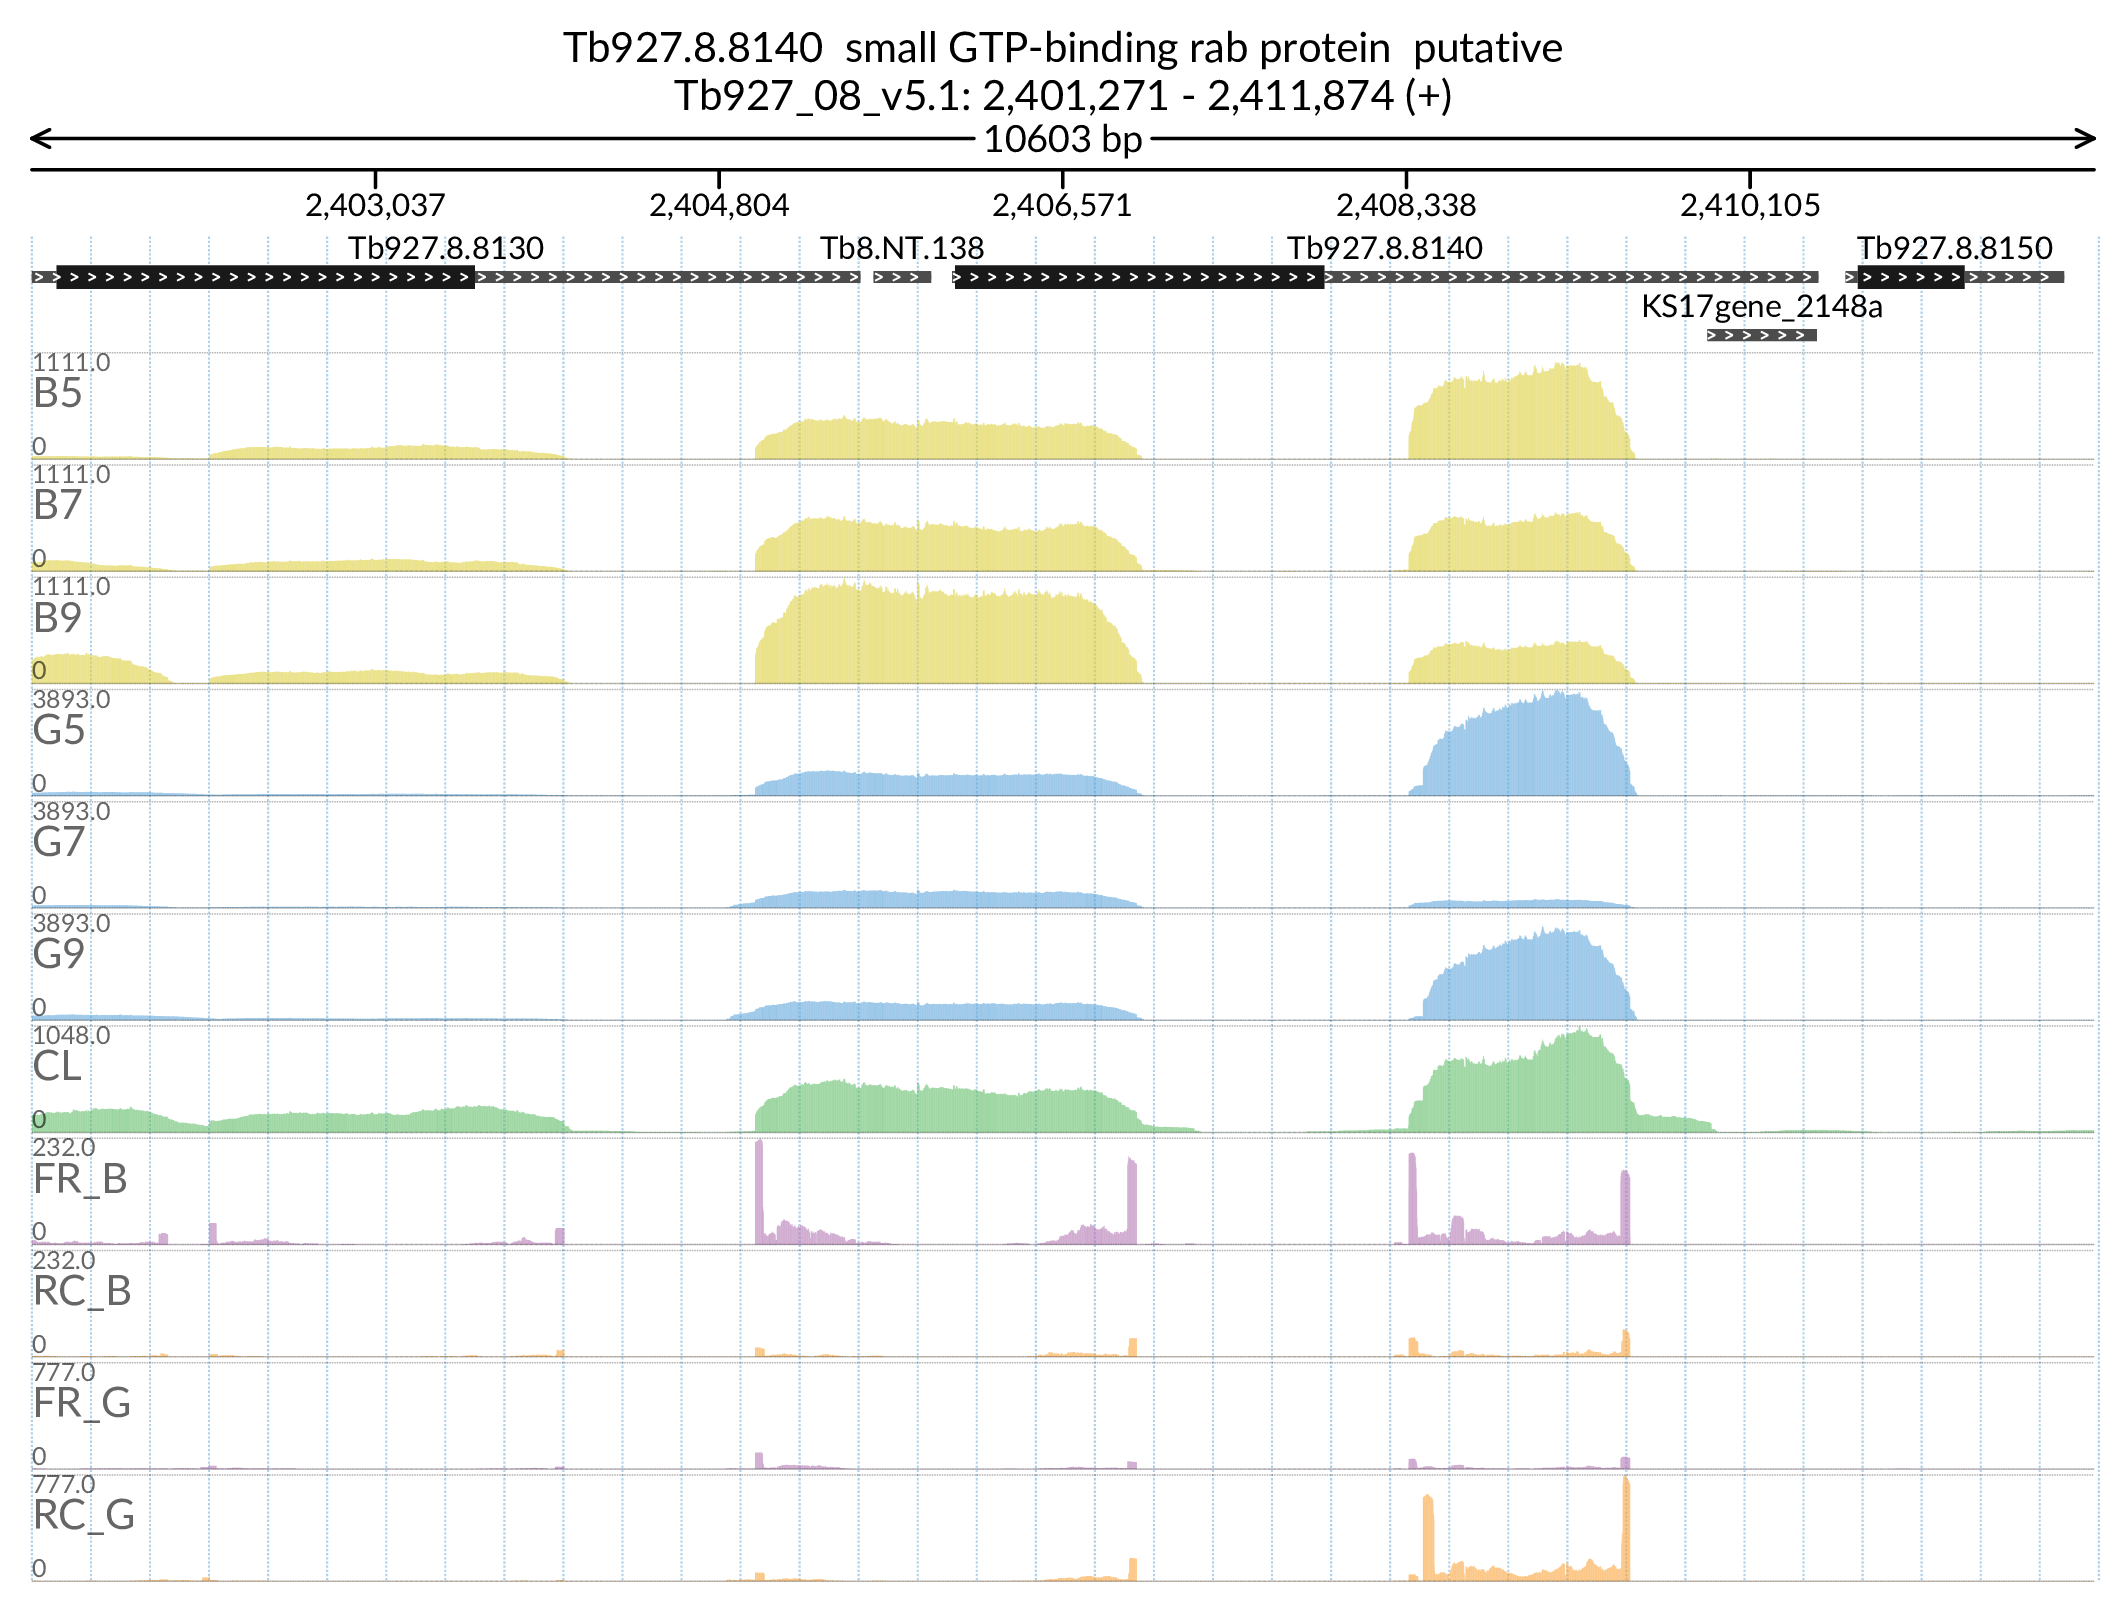 Tb927.8.8140 small GTP-binding rab protein putative
Tb927_08_v5.1: 2,401,271 - 2,411,874 (+)
10603 bp
2,403,037 2,404,804 2,406,571 2,408,338 2,410,105
Tb927.8.8130 Tb8.NT.138 Tb927.8.8140 Tb927.8.8150
KS17gene_2148a
1111.0
B5
0
1111.0
B7
0
1111.0
B9
0
3893.0
G5
0
3893.0
G7
0
3893.0
G9
0
1048.0
CL
0
232.0
FR_B
0
232.0
RC_B
0
777.0
FR_G
0
777.0
RC_G
0